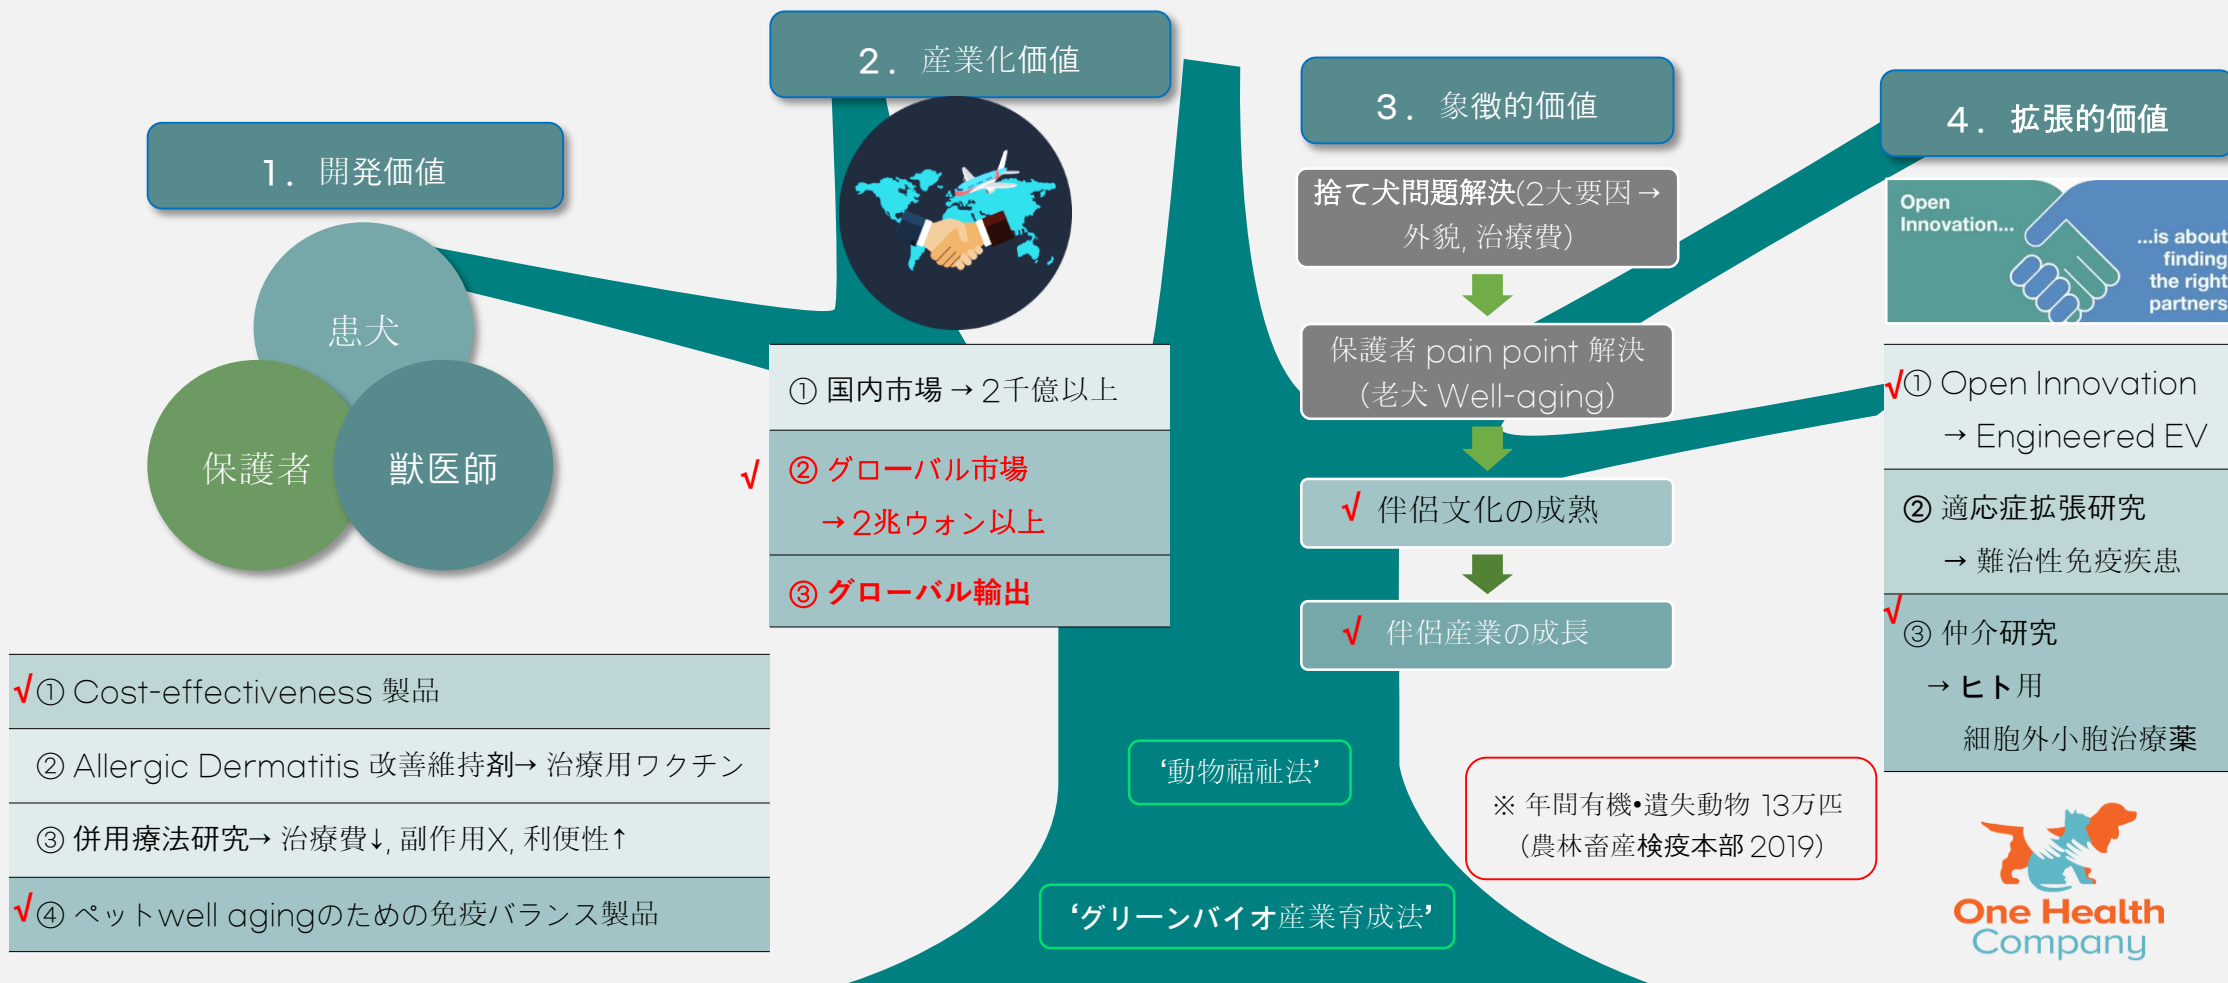 1. 開発価値
患犬
保護者
獣医師
√① Cost-effectiveness 製品
② Allergic Dermatitis 改善維持剤→ 治療用ワクチン
③ 併用療法研究→ 治療費↓, 副作用X, 利便性↑
√④ ペットwell agingのための免疫バランス製品
2. 産業化価値
① 国内市場 → 2千億以上
√ ② グローバル市場
→ 2兆ウォン以上
③ グローバル輸出
'動物福祉法'
'グリーンバイオ産業育成法'
3. 象徴的価値
捨て犬問題解決(2大要因→
外貌, 治療費)
保護者 pain point 解決
(老犬 Well-aging)
√ 伴侶文化の成熟
√ 伴侶産業の成長
※ 年間有機•遺失動物 13万匹
(農林畜産検疫本部 2019)
4. 拡張的価値
Open
Innovation...
...is about
finding
the right
partners
√① Open Innovation
→ Engineered EV
② 適応症拡張研究
→ 難治性免疫疾患
√③ 仲介研究
→ ヒト用
細胞外小胞治療薬
One Health
Company